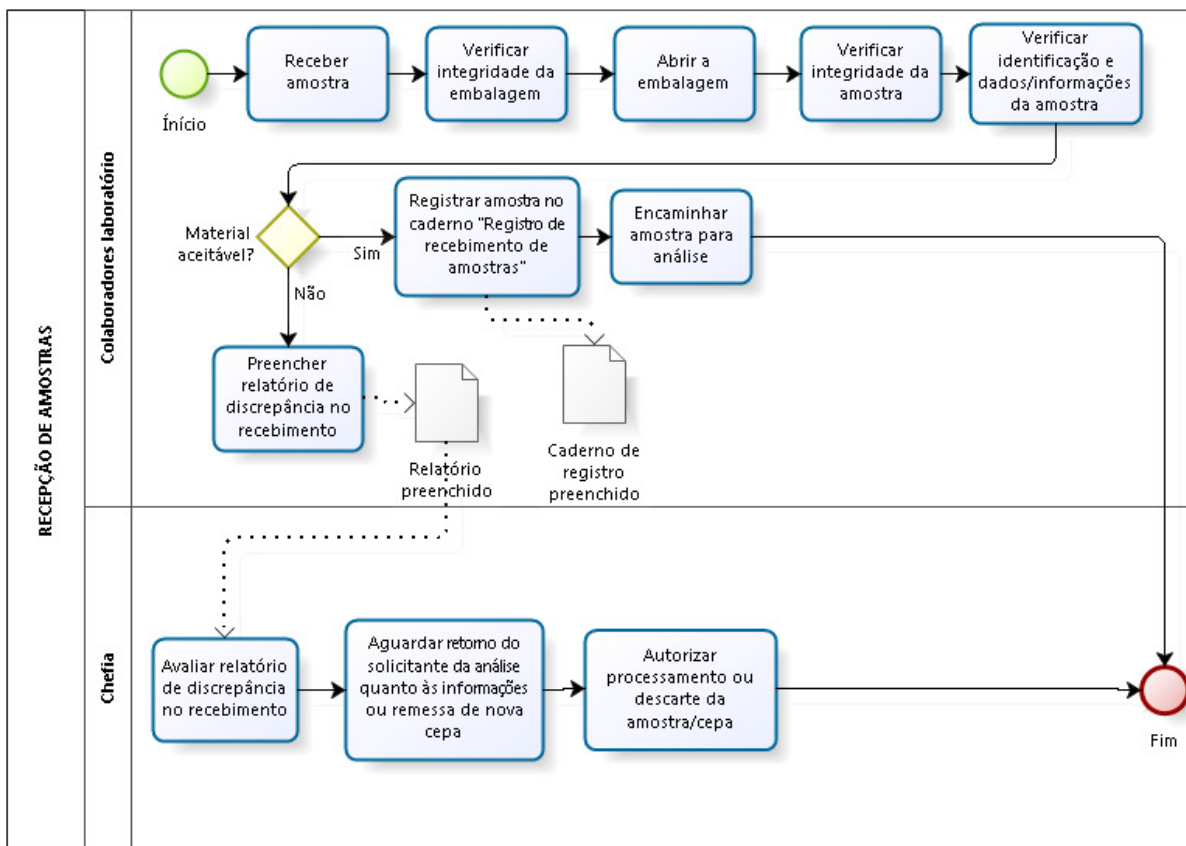 RECEPÇÃO DE AMOSTRAS
Colaboradores laboratório
Ínício
Receber
amostra
Verificar
integridade da
embalagem
Abrir a
embalagem
Verificar
integridade da
amostra
Verificar
identificação e
dados/informações
da amostra
Material
aceitável?
Sim
Não
Registrar amostra no
caderno "Registro de
recebimento de
amostras"
Encaminhar
amostra para
análise
Preencher
relatório de
discrepância no
recebimento
Relatório
preenchido
Caderno de
registro
preenchido
Chefia
Avaliar relatório
de discrepância
no recebimento
Aguardar retorno do
solicitante da análise
quanto às informações
ou remessa de nova
cepa
Autorizar
processamento ou
descarte da
amostra/cepa
Fim